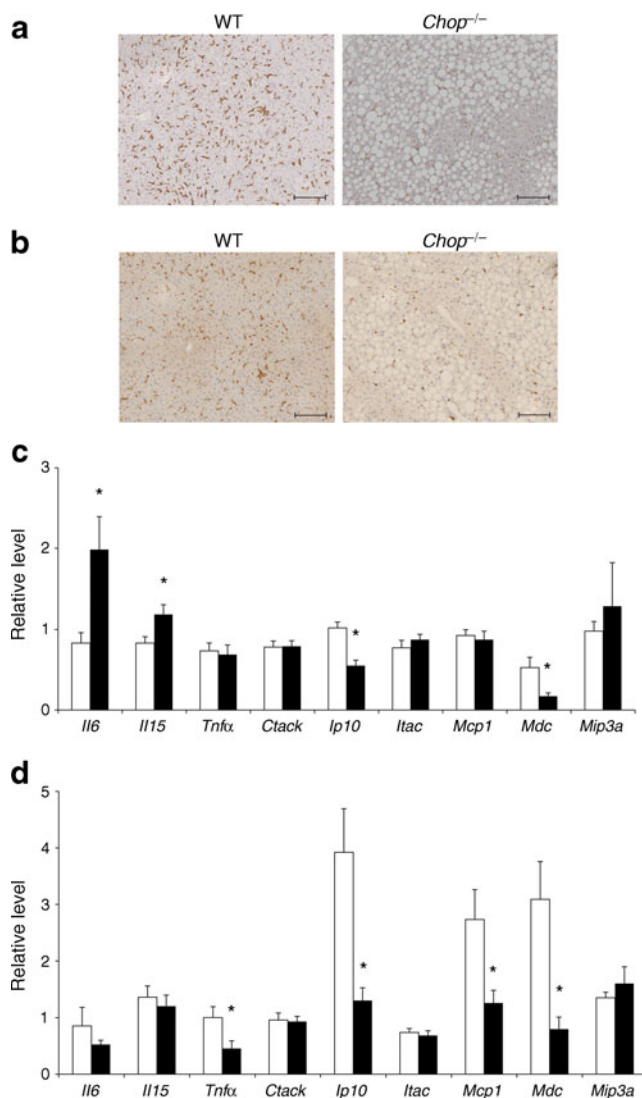 a
WT Chop–/–
b
WT Chop–/–
c
3
2
1
0
Relative level
* * * *
Il6 Il15 Tnfα Ctack Ip10 Itac Mcp1 Mdc Mip3a
d
5
4
3
2
1
0
Relative level
* * * *
Il6 Il15 Tnfα Ctack Ip10 Itac Mcp1 Mdc Mip3a